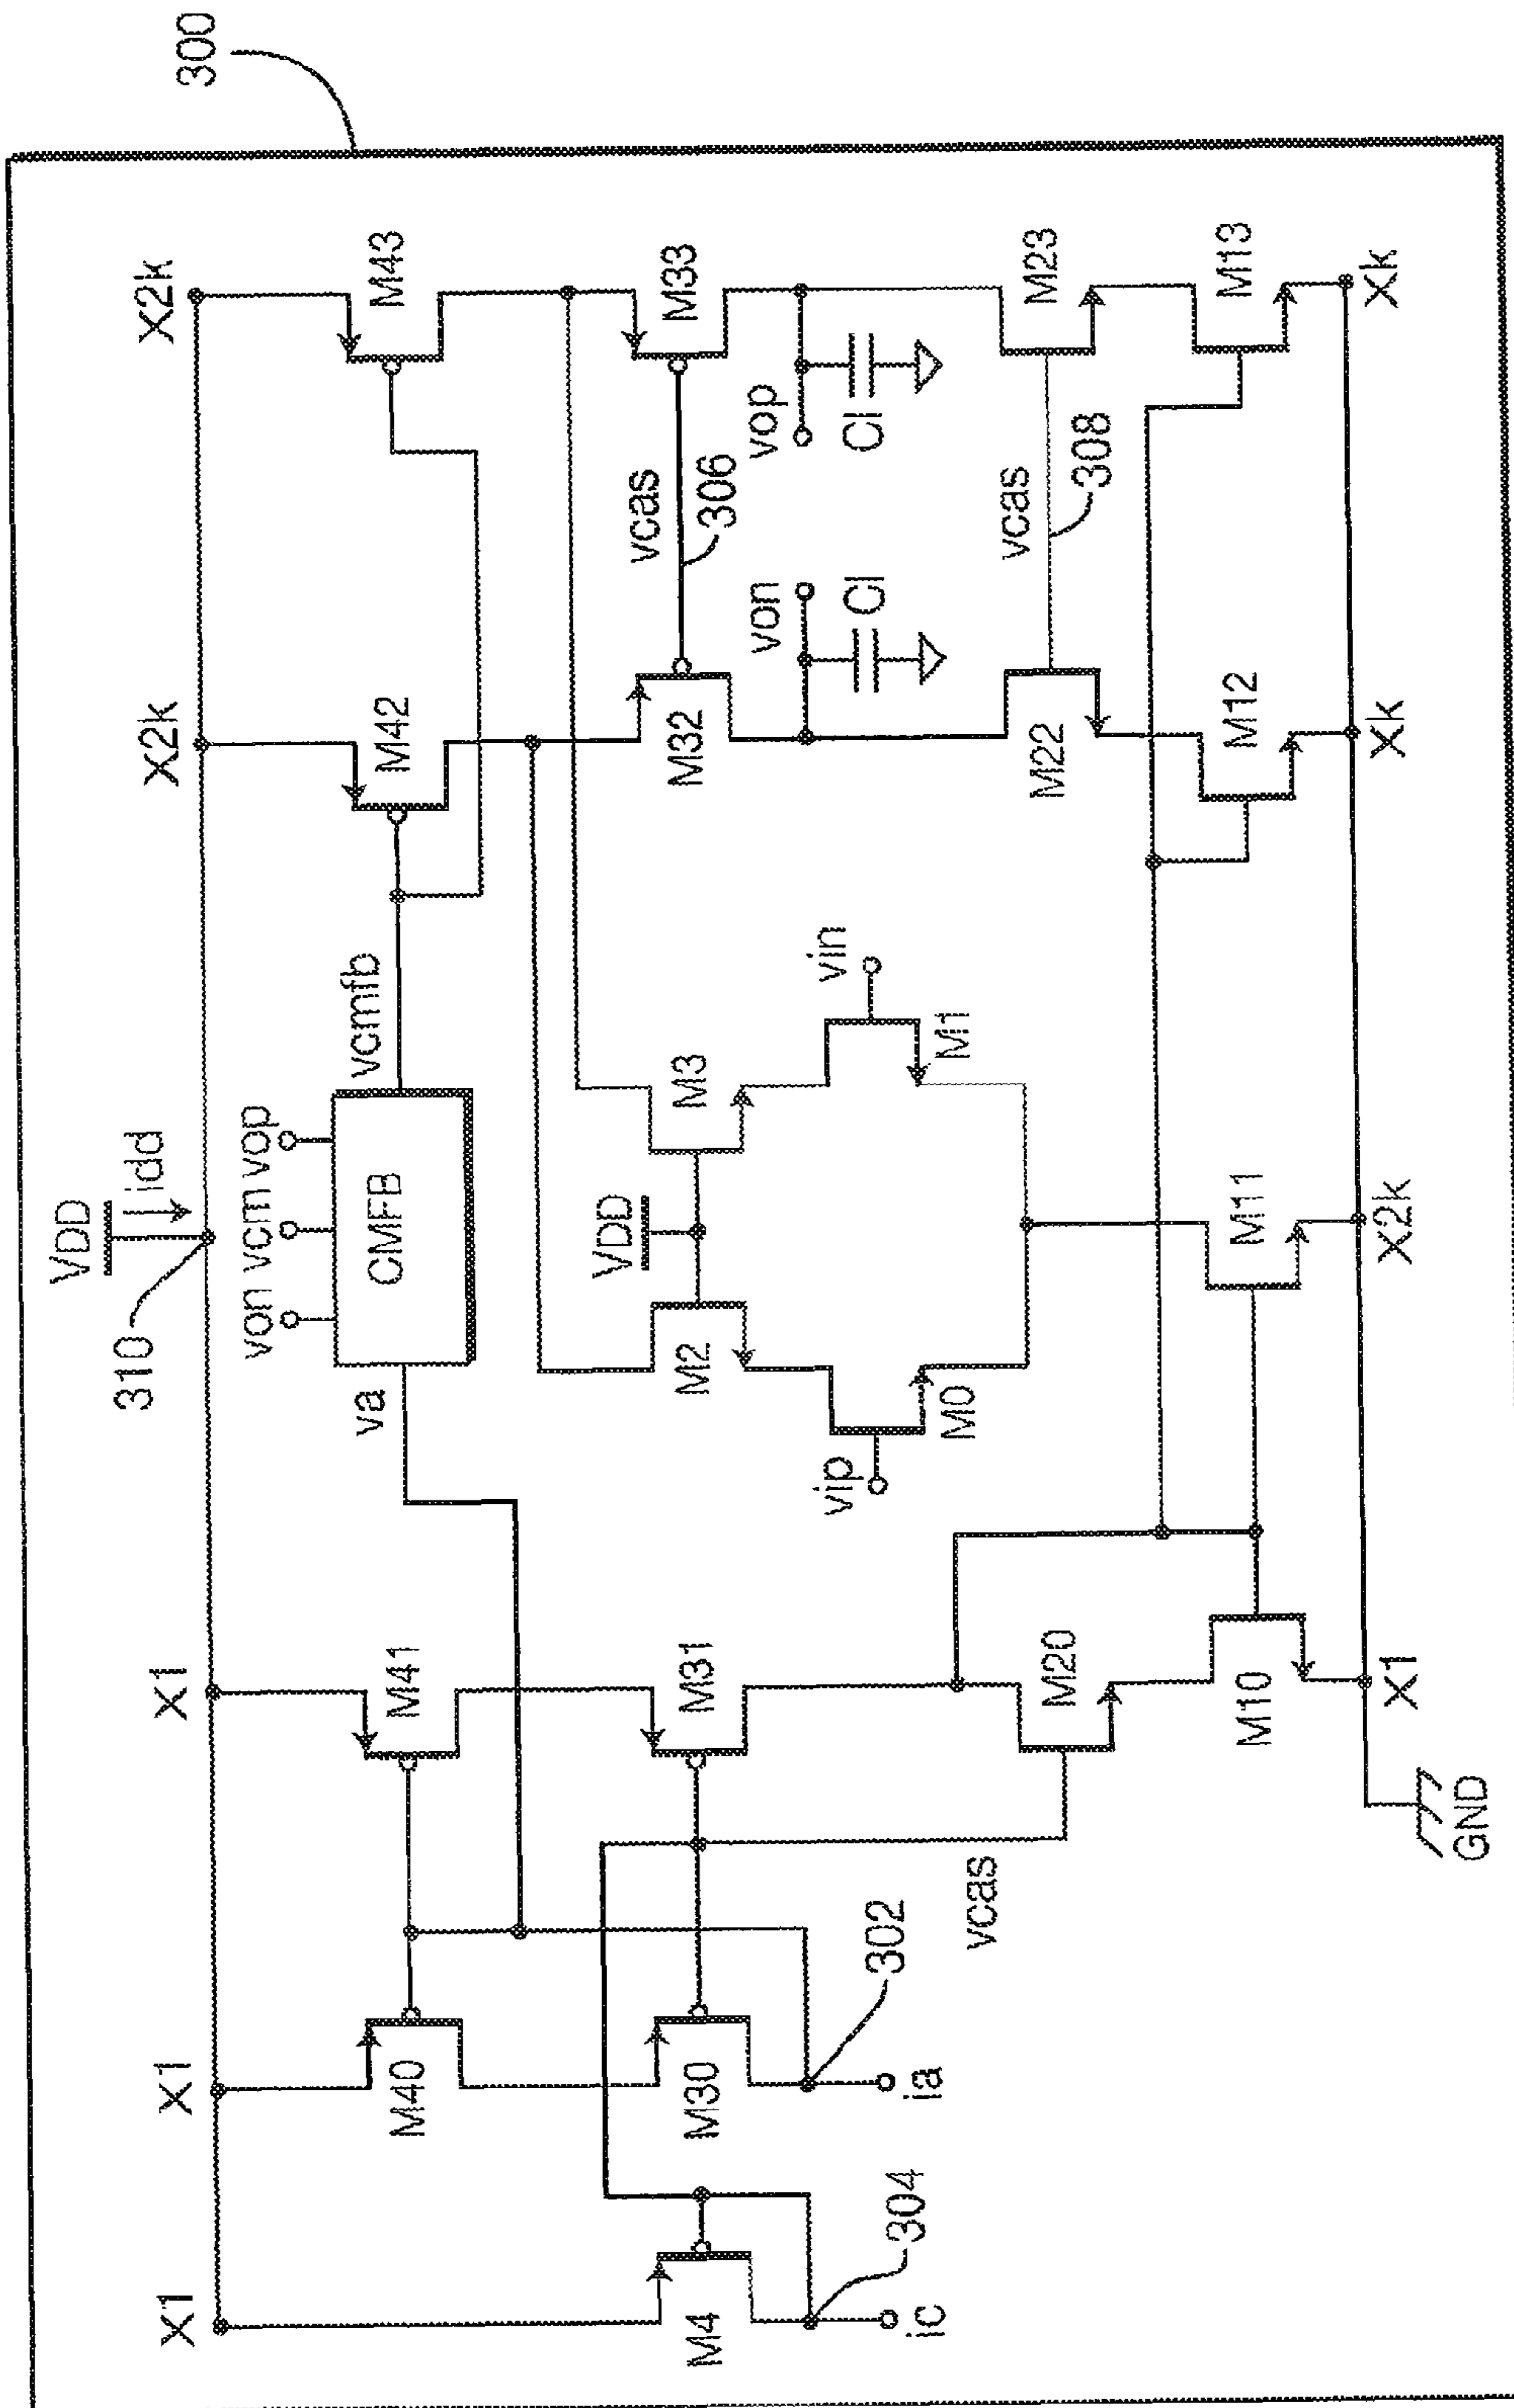 300
VDD
idd
310
X1
X1
X1
X2k
X2k
von vcm vop
CMFB
va
vcmfb
M40
M41
M42
M43
M4
M30
M31
M2
M3
VDD
M32
M33
vcas
306
vip
vin
M0
M1
von
vop
Cl
Cl
ic
304
ia
302
vcas
M20
M22
M23
vcas
308
M10
M11
M12
M13
X1
X2k
Xk
Xk
GND